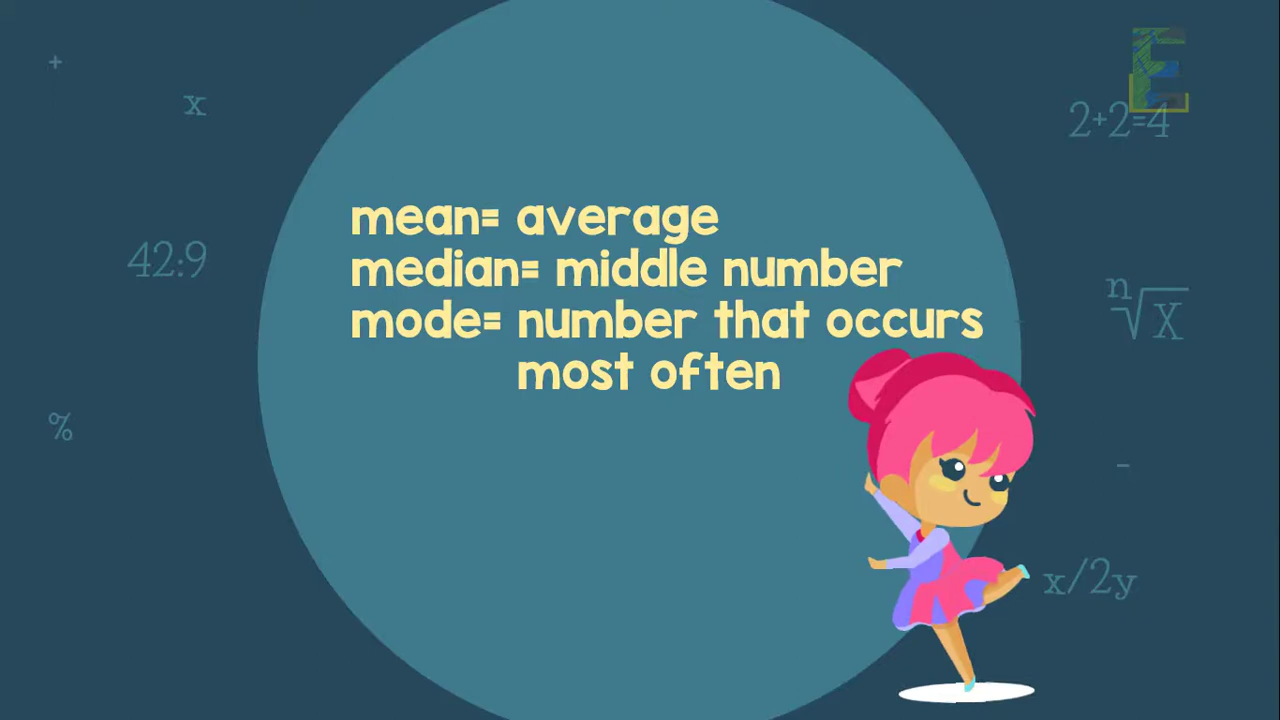 +
x
E
2+2=4
mean= average
median= middle number
42:9
mode= number that occurs
most often
n√X
%
-
x/2y